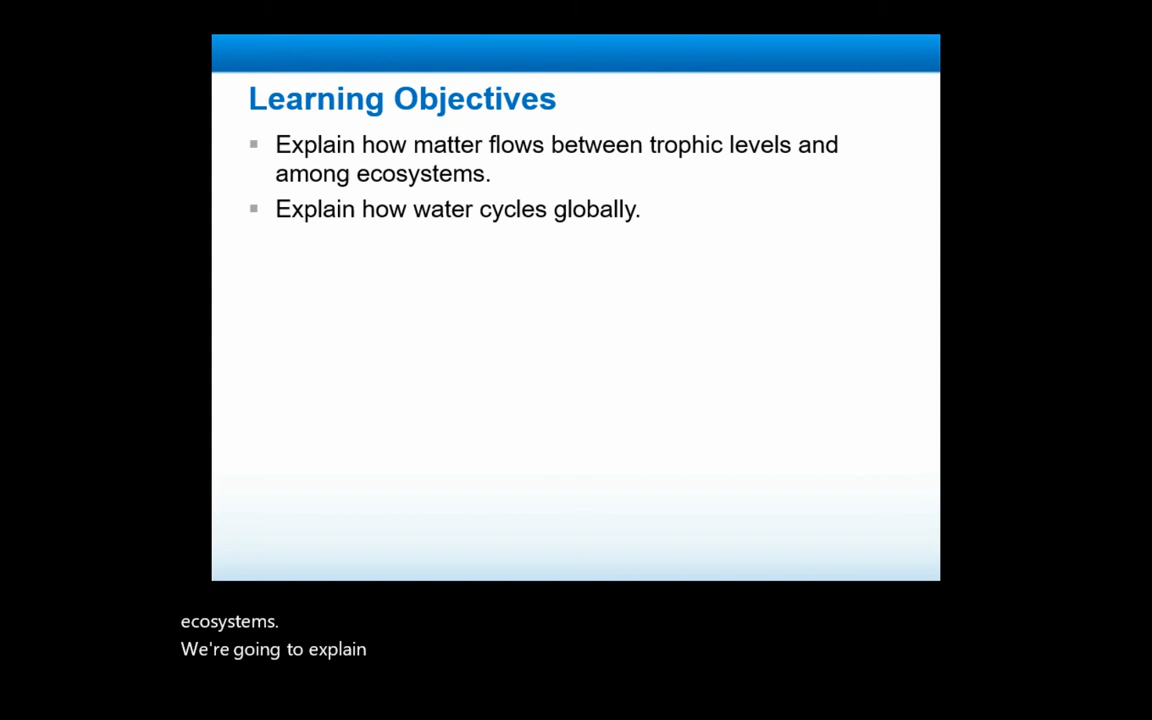 Learning Objectives
Explain how matter flows between trophic levels and
among ecosystems.
Explain how water cycles globally.
ecosystems.
We're going to explain